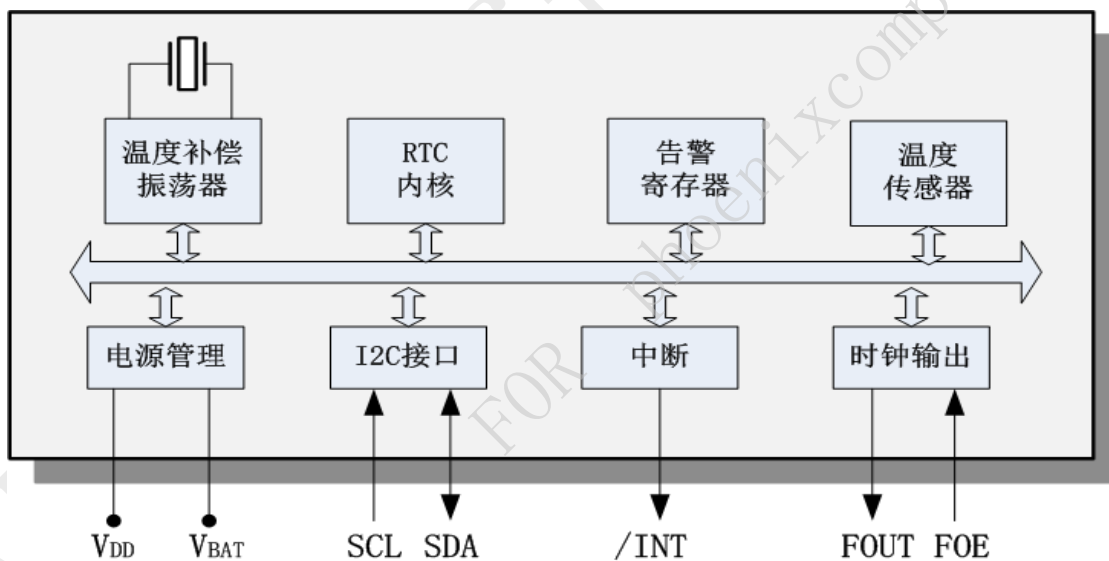 温度补偿
振荡器
RTC
内核
告警
寄存器
温度
传感器
电源管理
I2C接口
中断
时钟输出
VDD
VBAT
SCL
SDA
/INT
FOUT
FOE
FOR phoenixcomp